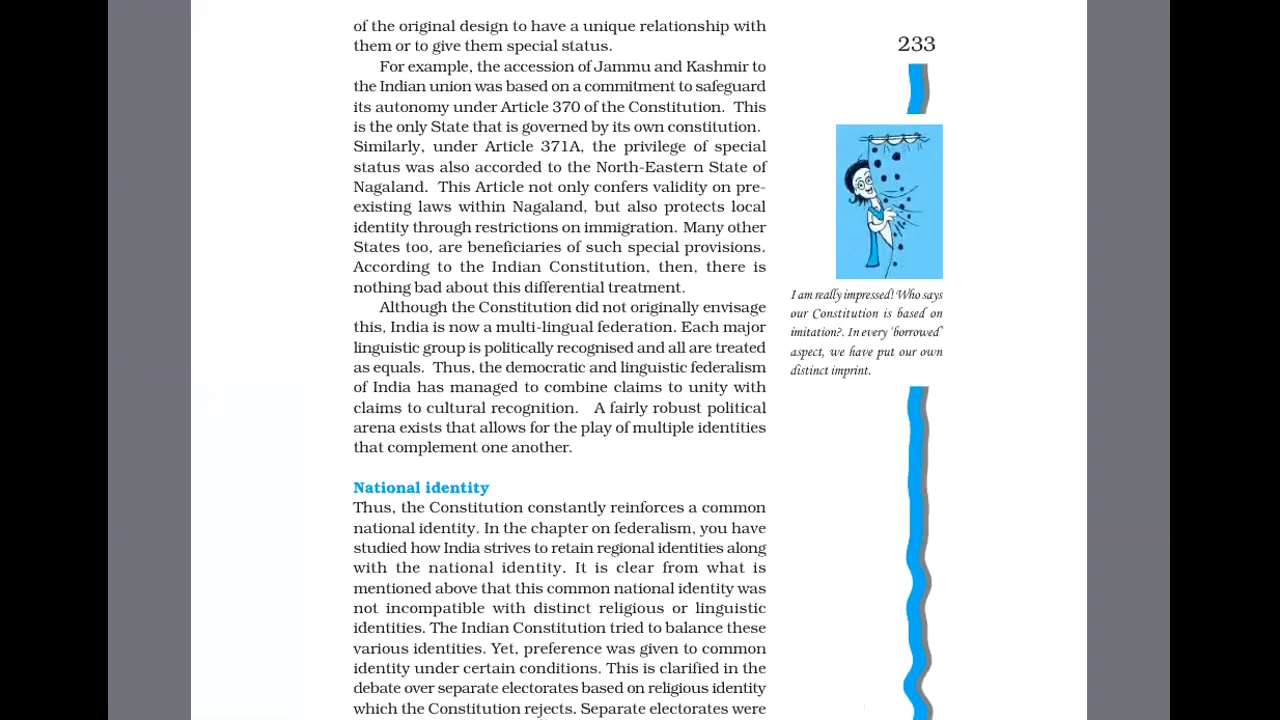 of the original design to have a unique relationship with
them or to give them special status.
For example, the accession of Jammu and Kashmir to
the Indian union was based on a commitment to safeguard
its autonomy under Article 370 of the Constitution. This
is the only State that is governed by its own constitution.
Similarly, under Article 371A, the privilege of special
status was also accorded to the North-Eastern State of
Nagaland. This Article not only confers validity on pre-
existing laws within Nagaland, but also protects local
identity through restrictions on immigration. Many other
States too, are beneficiaries of such special provisions.
According to the Indian Constitution, then, there is
nothing bad about this differential treatment.
Although the Constitution did not originally envisage
this, India is now a multi-lingual federation. Each major
linguistic group is politically recognised and all are treated
as equals. Thus, the democratic and linguistic federalism
of India has managed to combine claims to unity with
claims to cultural recognition. A fairly robust political
arena exists that allows for the play of multiple identities
that complement one another.
National identity
Thus, the Constitution constantly reinforces a common
national identity. In the chapter on federalism, you have
studied how India strives to retain regional identities along
with the national identity. It is clear from what is
mentioned above that this common national identity was
not incompatible with distinct religious or linguistic
identities. The Indian Constitution tried to balance these
various identities. Yet, preference was given to common
identity under certain conditions. This is clarified in the
debate over separate electorates based on religious identity
which the Constitution rejects. Separate electorates were
233
I am really impressed! Who says
our Constitution is based on
imitation?. In every 'borrowed'
aspect, we have put our own
distinct imprint.